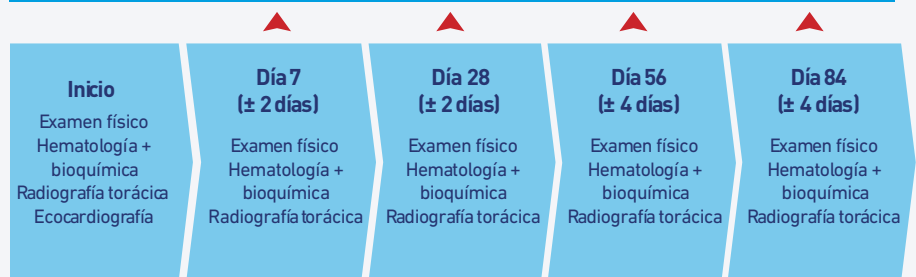 Inicio
Examen físico
Hematología +
bioquímica
Radiografía torácica
Ecocardiografía
Día 7
(± 2 días)
Examen físico
Hematología +
bioquímica
Radiografía torácica
Día 28
(± 2 días)
Examen físico
Hematología +
bioquímica
Radiografía torácica
Día 56
(± 4 días)
Examen físico
Hematología +
bioquímica
Radiografía torácica
Día 84
(± 4 días)
Examen físico
Hematología +
bioquímica
Radiografía torácica